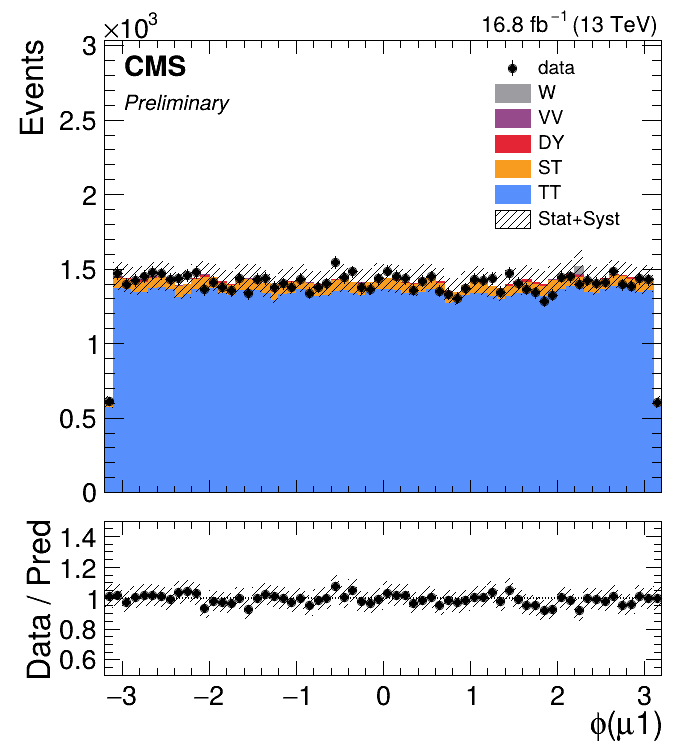 ×10³
16.8 fb⁻¹ (13 TeV)
CMS
Preliminary
Events
data
W
VV
DY
ST
TT
Stat+Syst
3
2.5
2
1.5
1
0.5
0
Data / Pred
1.4
1.2
1
0.8
0.6
−3 −2 −1 0 1 2 3
ϕ(μ1)